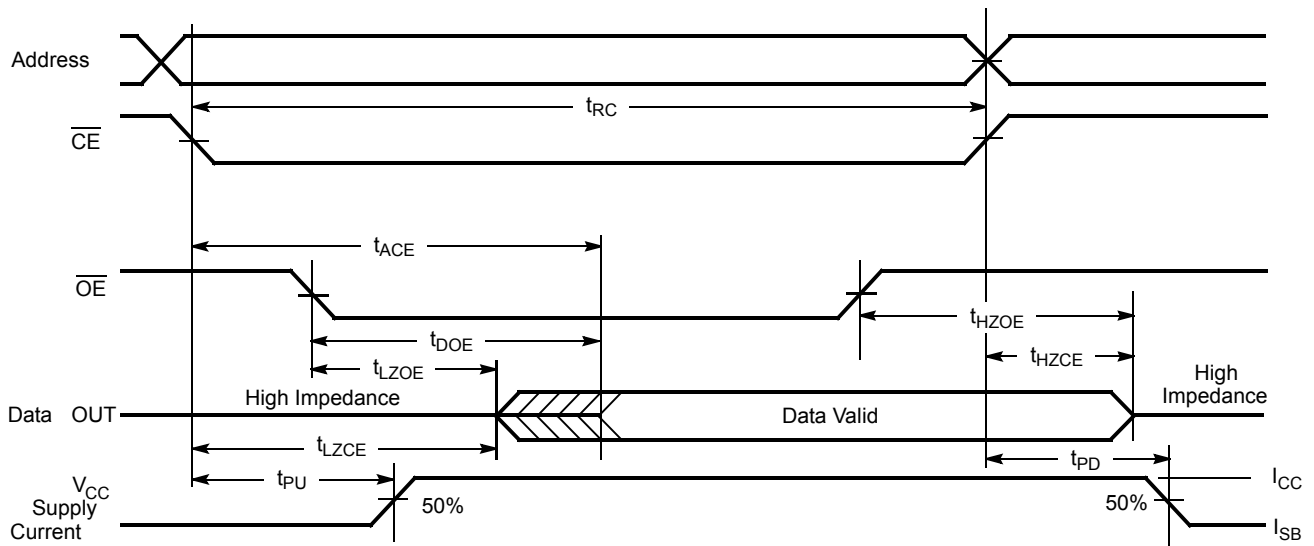 Address
tRC
CE
tACE
OE
tHZOE
tDOE
tHZCE
tLZOE
High Impedance
High
Impedance
Data OUT
Data Valid
tLZCE
tPU
tPD
VCC
Supply
Current
50%
50%
ICC
ISB